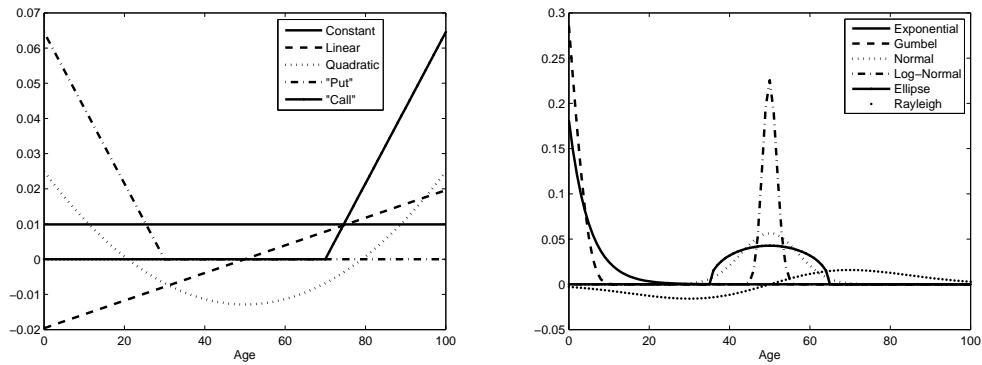 0.07
0.06
0.05
0.04
0.03
0.02
0.01
0
−0.01
−0.02
0
20
40
60
80
100
Age
Constant
Linear
Quadratic
"Put"
"Call"
0.3
0.25
0.2
0.15
0.1
0.05
0
−0.05
0
20
40
60
80
100
Age
Exponential
Gumbel
Normal
Log−Normal
Ellipse
Rayleigh